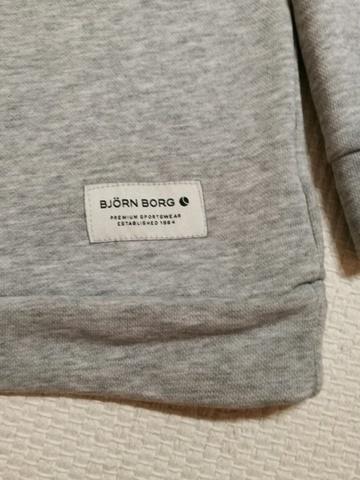 BJÖRN BORG
PREMIUM SPORTSWEAR
ESTABLISHED 1984